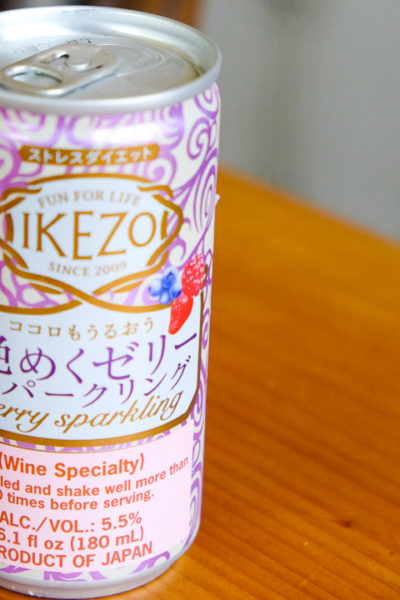 ストレスダイエット
FUN FOR LIFE
IKEZO
SINCE 2009
ココロもうるおう
めくゼリー
パークリング
erry sparkling
(Wine Specialty)
led and shake well more than
0 times before serving.
ALC./VOL.: 5.5%
6.1 fl oz (180 mL)
PRODUCT OF JAPAN